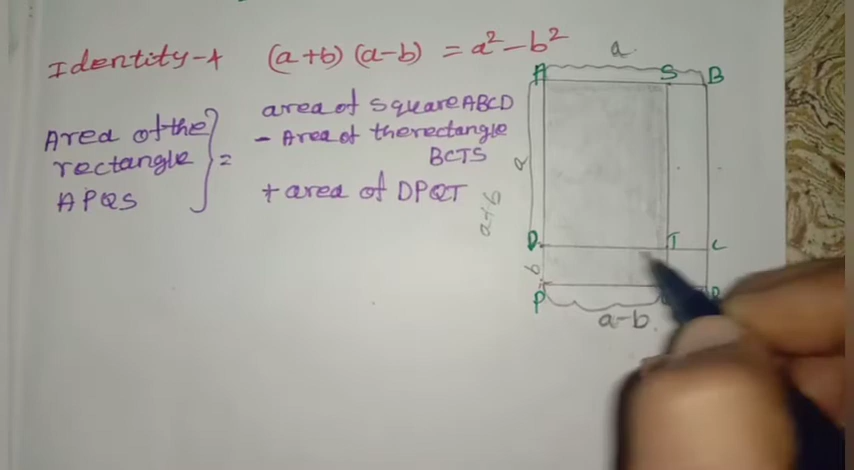 Identity-4 (a+b) (a-b) = a²-b²
Area of the
rectangle
APQS
=
area of square ABCD
- Area of the rectangle
BCTS
+ area of DPQT
a
A
S
B
a
a+b
D
T
C
b
P
a-b